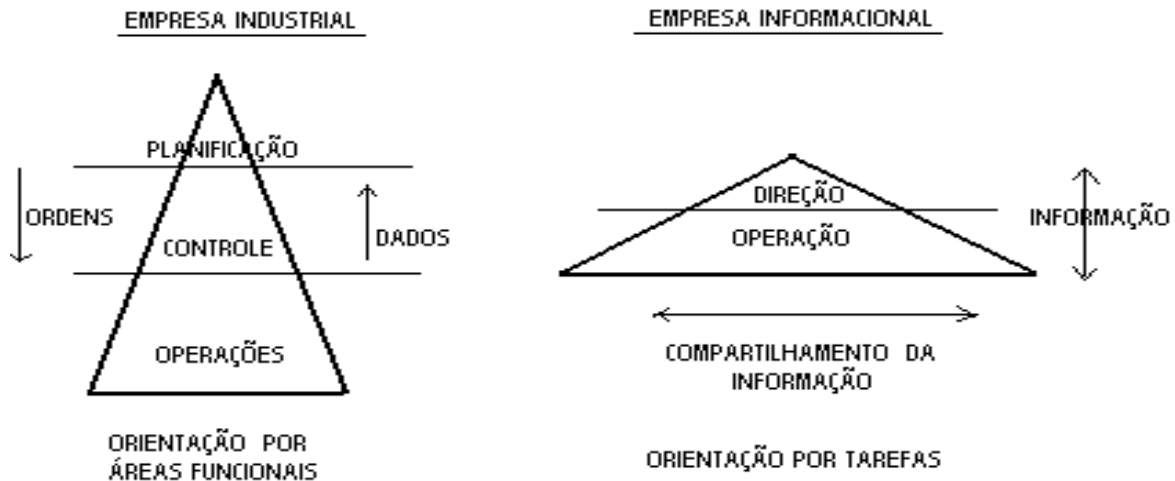 EMPRESA INDUSTRIAL
PLANIFICAÇÃO
ORDENS
DADOS
CONTROLE
OPERAÇÕES
ORIENTAÇÃO POR
ÁREAS FUNCIONAIS
EMPRESA INFORMACIONAL
DIREÇÃO
INFORMAÇÃO
OPERAÇÃO
COMPARTILHAMENTO DA
INFORMAÇÃO
ORIENTAÇÃO POR TAREFAS